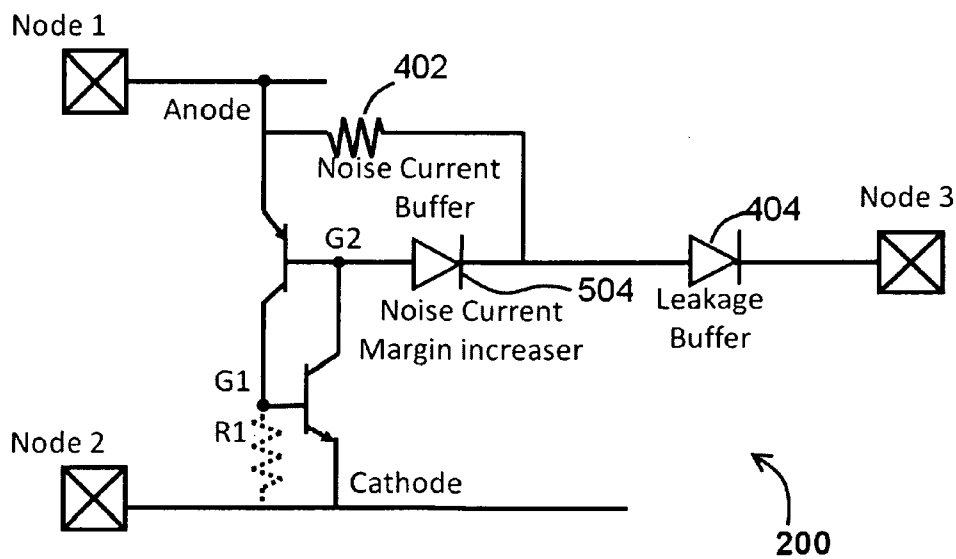 Node 1
402
Anode
Noise Current
Buffer
Node 3
404
G2
504
Noise Current
Margin increaser
Leakage
Buffer
G1
R1
Node 2
Cathode
200